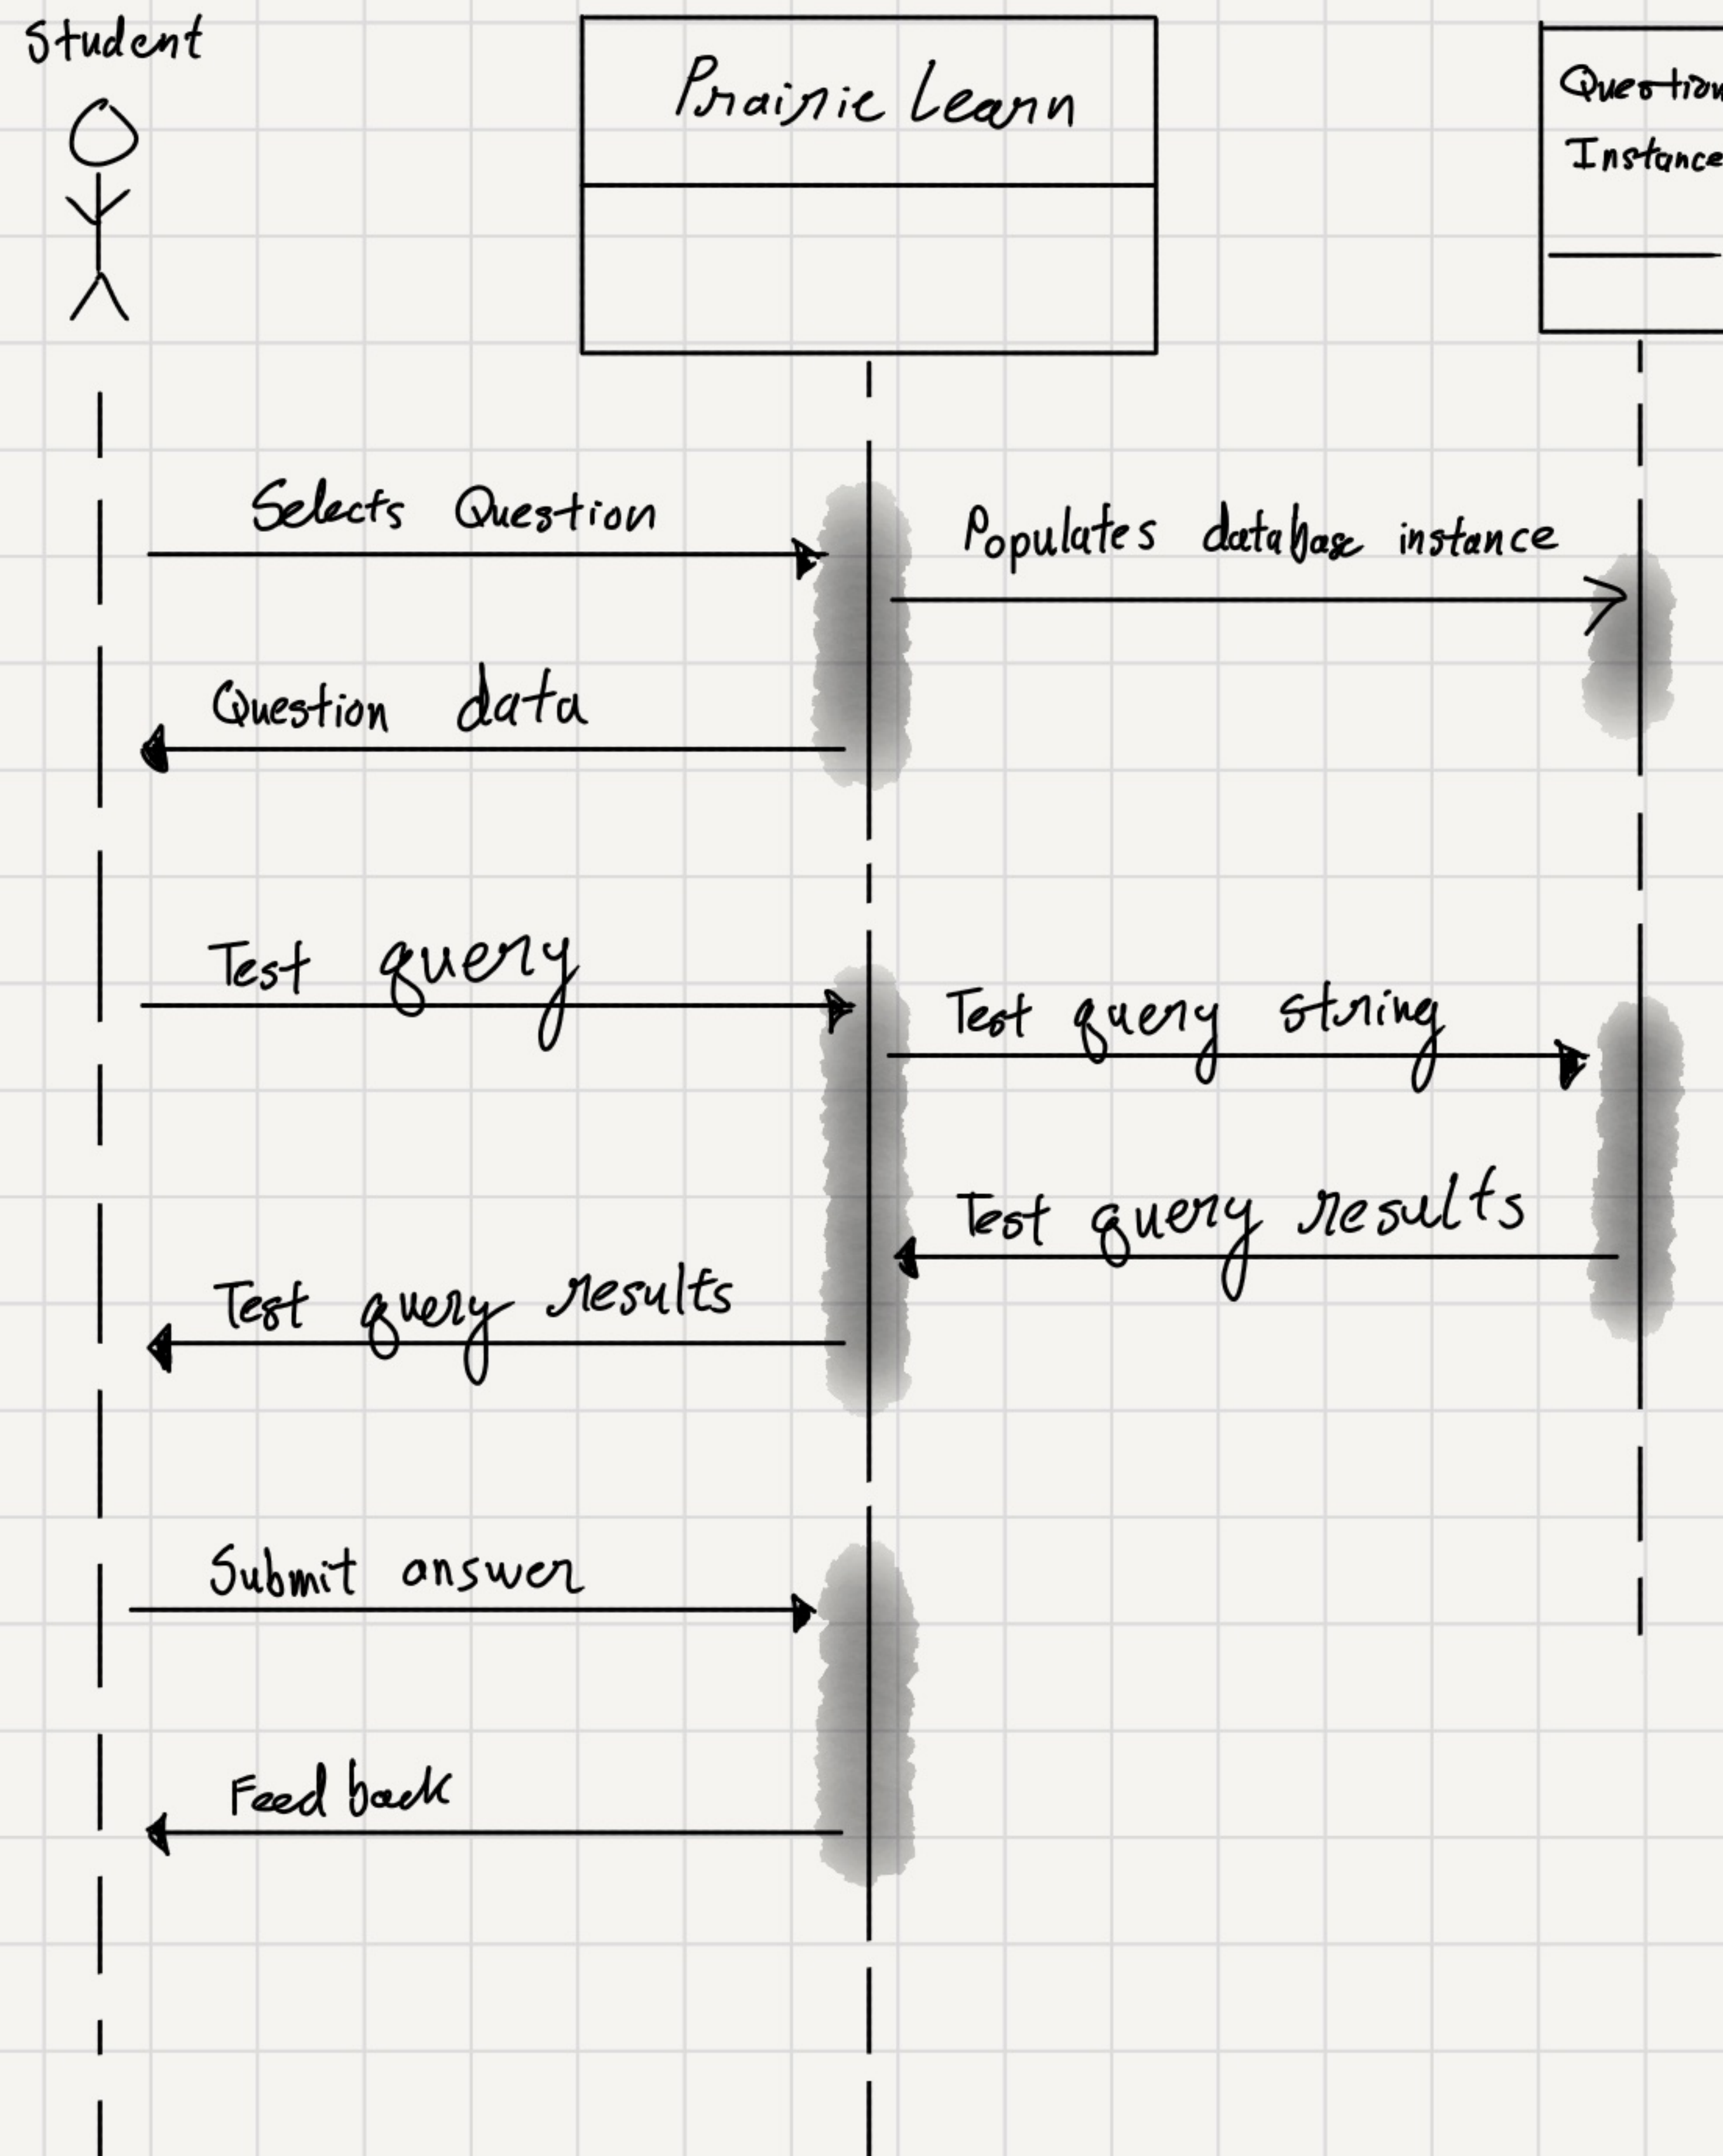 Student
Prairie Learn
Question
Instance
Selects Question
Populates database instance
Question data
Test query
Test query string
Test query results
Test query results
Submit answer
Feed back